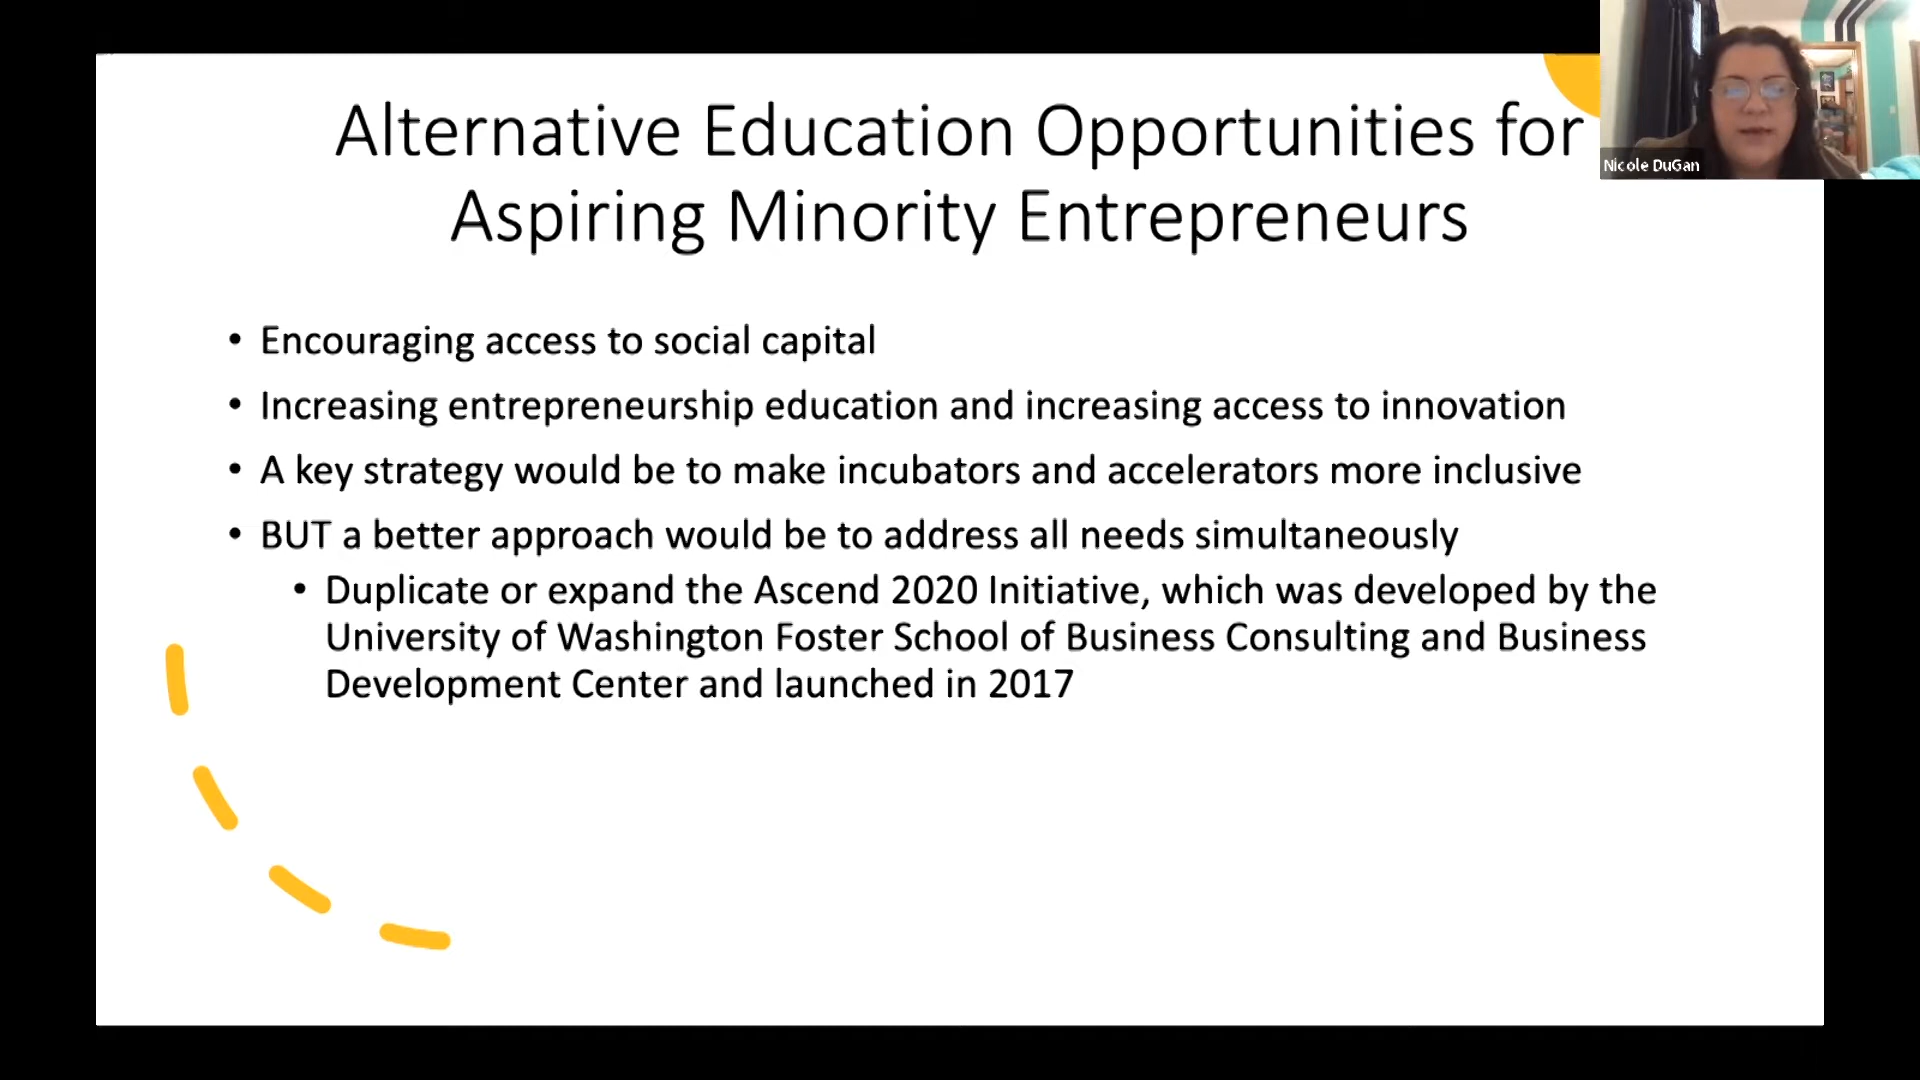 Alternative Education Opportunities for
Aspiring Minority Entrepreneurs
Nicole DuGan
• Encouraging access to social capital
• Increasing entrepreneurship education and increasing access to innovation
• A key strategy would be to make incubators and accelerators more inclusive
• BUT a better approach would be to address all needs simultaneously
• Duplicate or expand the Ascend 2020 Initiative, which was developed by the
University of Washington Foster School of Business Consulting and Business
Development Center and launched in 2017